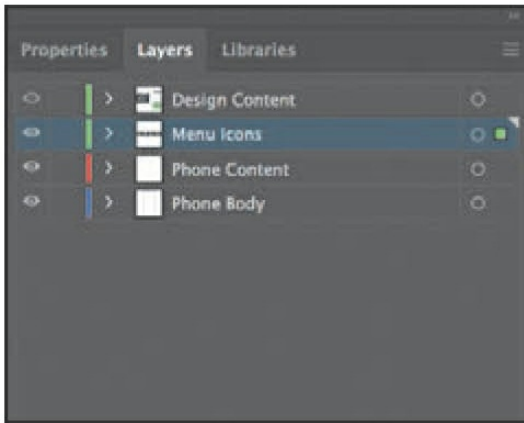 Properties Layers Libraries
Design Content
Menu Icons
Phone Content
Phone Body